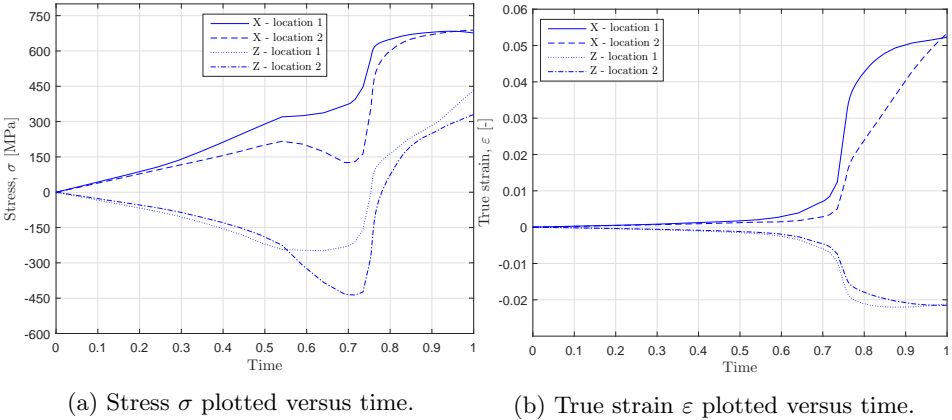 750
600
450
300
150
0
-150
-300
-450
-600
Stress, σ [MPa]
X - location 1
X - location 2
Z - location 1
Z - location 2
0 0.1 0.2 0.3 0.4 0.5 0.6 0.7 0.8 0.9 1
Time
(a) Stress σ plotted versus time.
0.06
0.05
0.04
0.03
0.02
0.01
0
-0.01
-0.02
True strain, ε [-]
X - location 1
X - location 2
Z - location 1
Z - location 2
0 0.1 0.2 0.3 0.4 0.5 0.6 0.7 0.8 0.9 1
Time
(b) True strain ε plotted versus time.